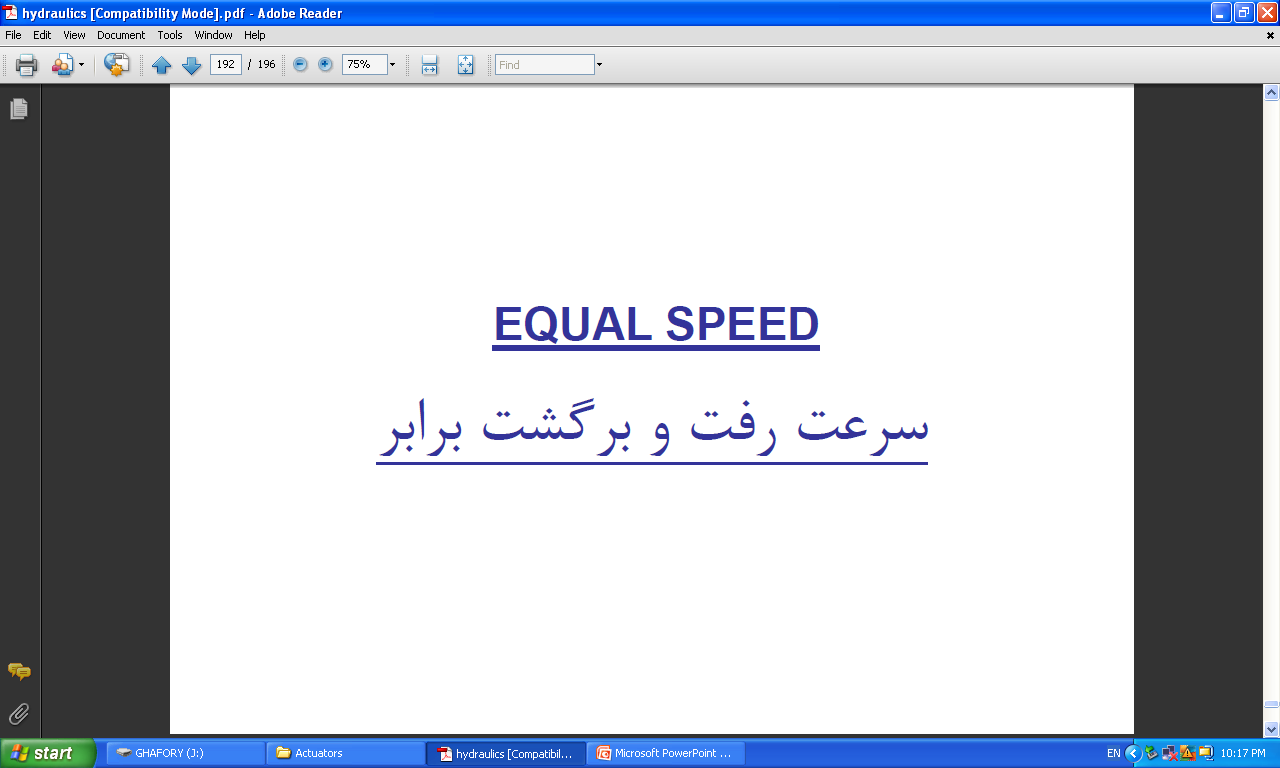 hydraulics [Compatibility Mode].pdf - Adobe Reader
File Edit View Document Tools Window Help
192 / 196 75% Find
EQUAL SPEED
سرعت رفت و برگشت برابر
start GHAFORY (J:) Actuators hydraulics [Compatibil... Microsoft PowerPoint ... EN 10:17 PM